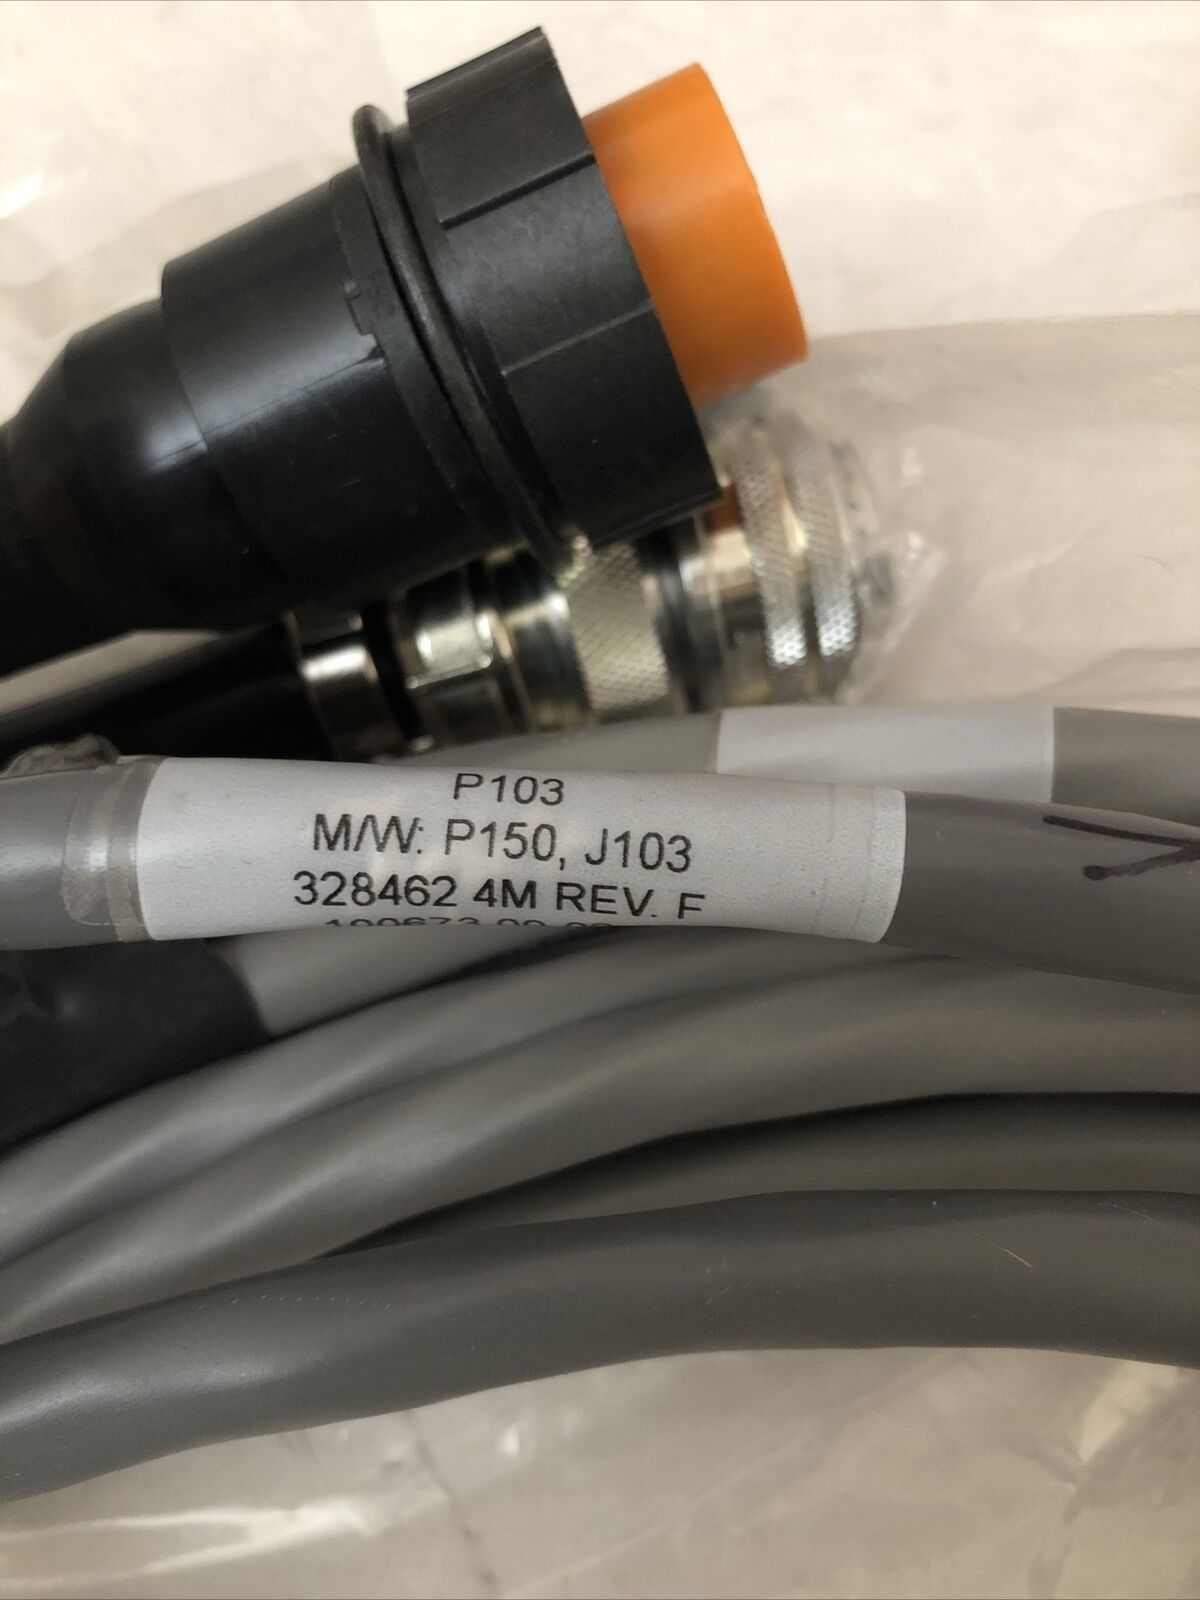 P103
M/W: P150, J103
328462 4M REV. F